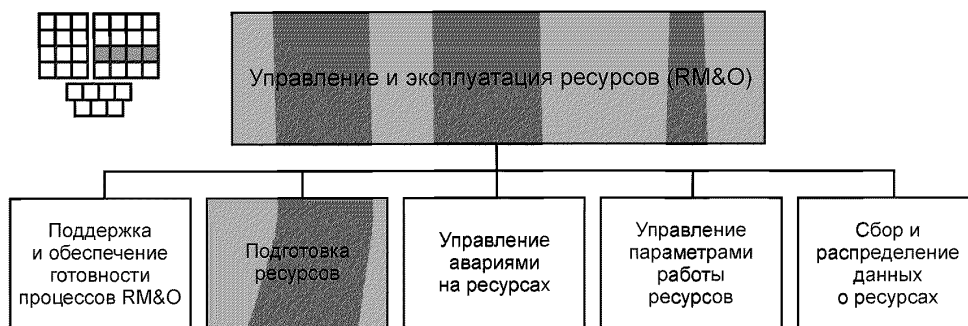 Управление и эксплуатация ресурсов (RM&O)
Поддержка
и обеспечение
готовности
процессов RM&O
Подготовка
ресурсов
Управление
авариями
на ресурсах
Управление
параметрами
работы
ресурсов
Сбор и
распределение
данных
о ресурсах